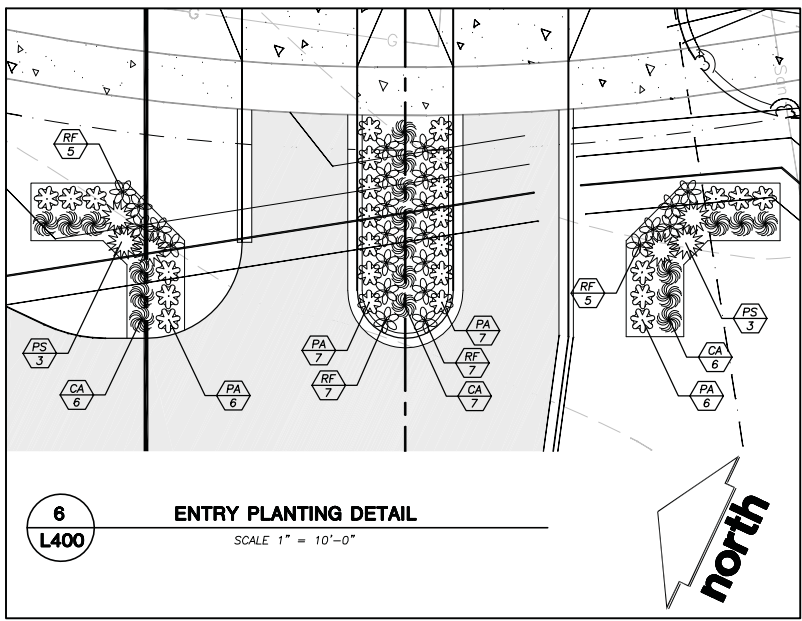 G
G
San
RF
5
PS
3
CA
6
PA
6
PA
7
RF
7
PA
7
RF
7
CA
7
RF
5
PS
3
CA
6
PA
6
6
L400
ENTRY PLANTING DETAIL
SCALE 1" = 10'-0"
north